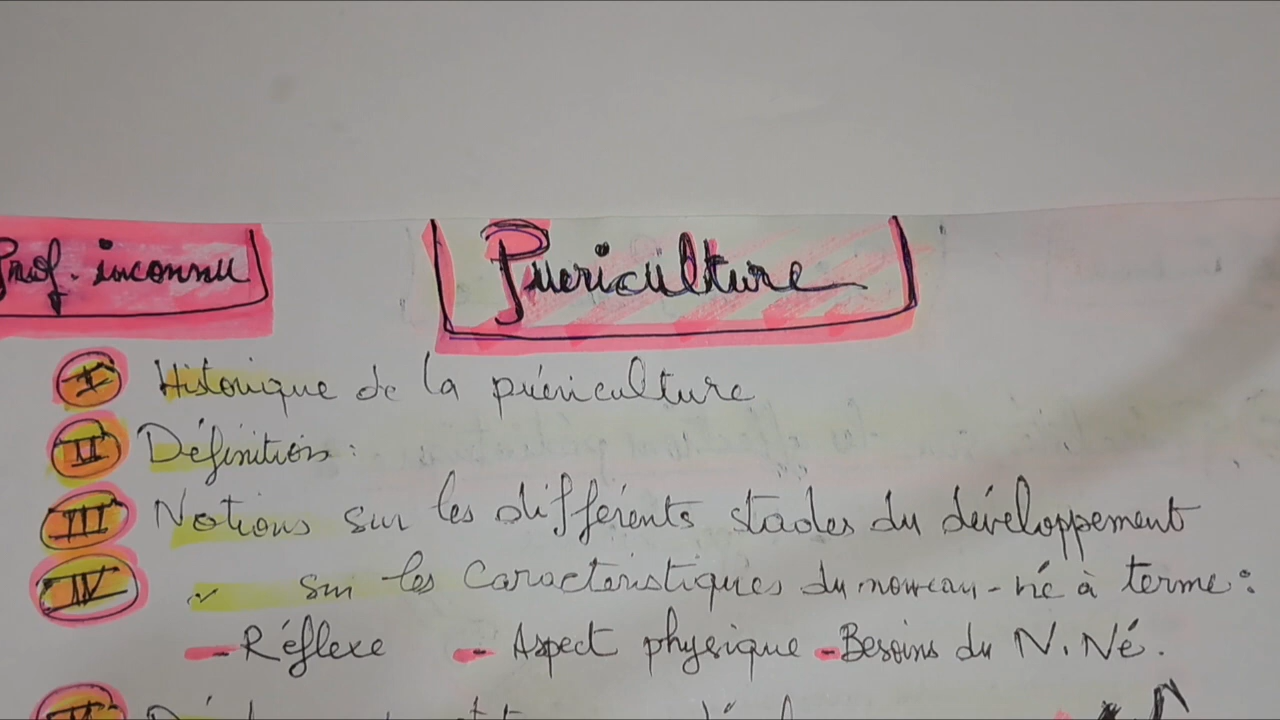 Prof. inconnu
Puériculture
I Historique de la puériculture
II Définition:
III Notions sur les différents stades du développement
IV " sur les Caractéristiques du nouveau-né à terme:
- Réflexe - Aspect physique - Besoins du N.Né.